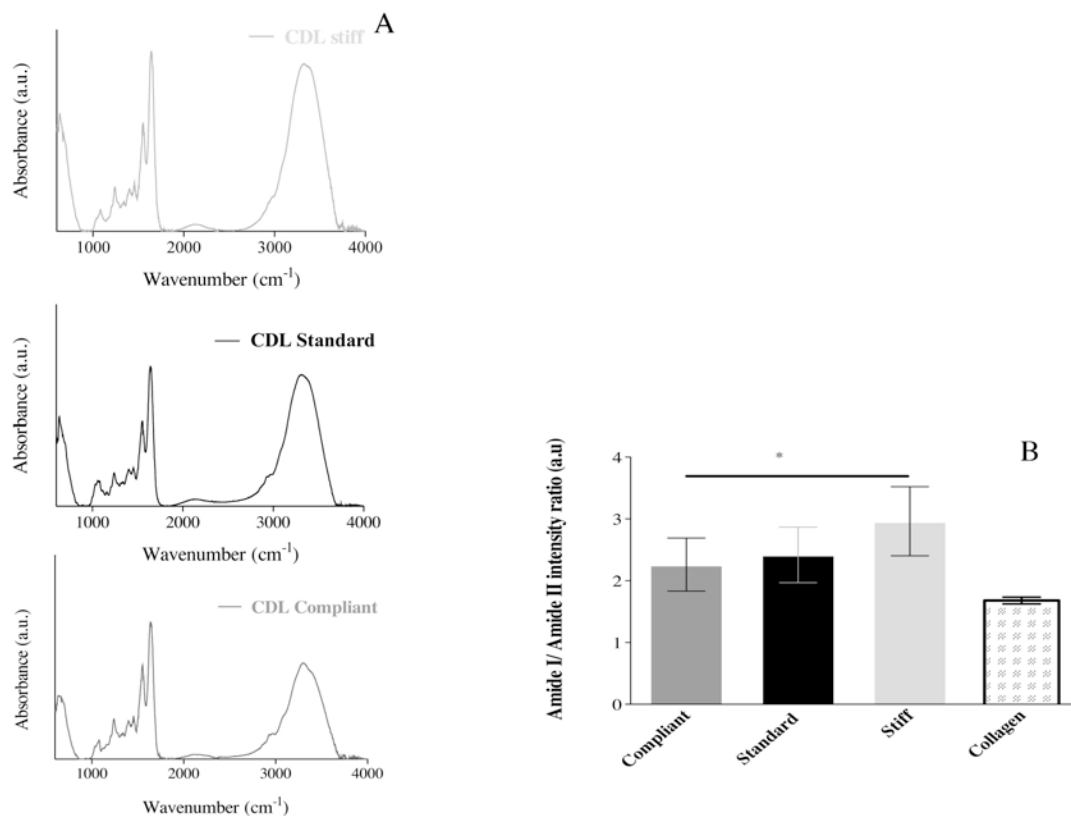 A
CDL stiff
Absorbance (a.u.)
1000 2000 3000 4000
Wavenumber (cm-1)
CDL Standard
Absorbance (a.u.)
1000 2000 3000 4000
Wavenumber (cm-1)
CDL Compliant
Absorbance (a.u.)
1000 2000 3000 4000
Wavenumber (cm-1)
B
Amide I/ Amide II intensity ratio (a.u)
4
3
2
1
0
*
Compliant
Standard
Stiff
Collagen